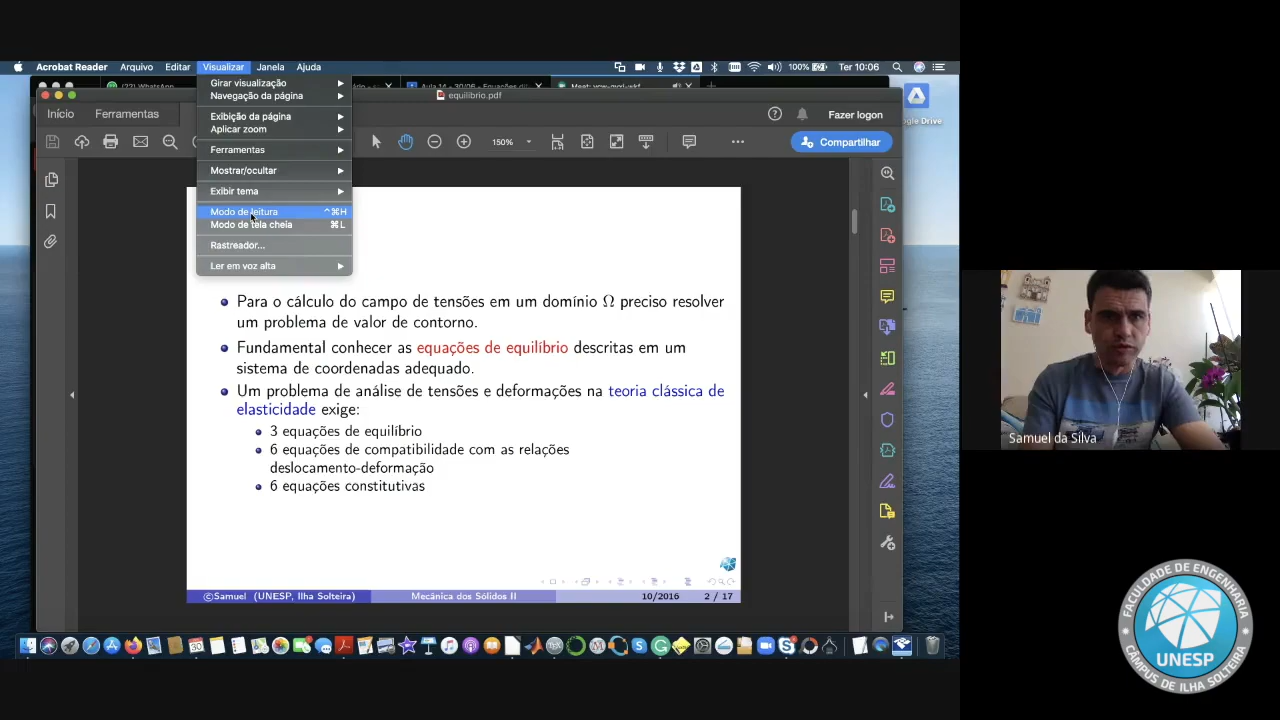 Acrobat Reader Arquivo Editar Visualizar Janela Ajuda
100% Ter 10:06
equilibrio.pdf
Início Ferramentas
Fazer logon
150%
Compartilhar
Girar visualização
Navegação da página
Exibição da página
Aplicar zoom
Ferramentas
Mostrar/ocultar
Exibir tema
Modo de leitura ^⌘H
Modo de tela cheia ⌘L
Rastreador...
Ler em voz alta
Para o cálculo do campo de tensões em um domínio Ω preciso resolver
um problema de valor de contorno.
Fundamental conhecer as equações de equilíbrio descritas em um
sistema de coordenadas adequado.
Um problema de análise de tensões e deformações na teoria clássica de
elasticidade exige:
3 equações de equilíbrio
6 equações de compatibilidade com as relações
deslocamento-deformação
6 equações constitutivas
©Samuel (UNESP, Ilha Solteira) Mecânica dos Sólidos II 10/2016 2 / 17
Samuel da Silva
FACULDADE DE ENGENHARIA
UNESP
CÂMPUS DE ILHA SOLTEIRA